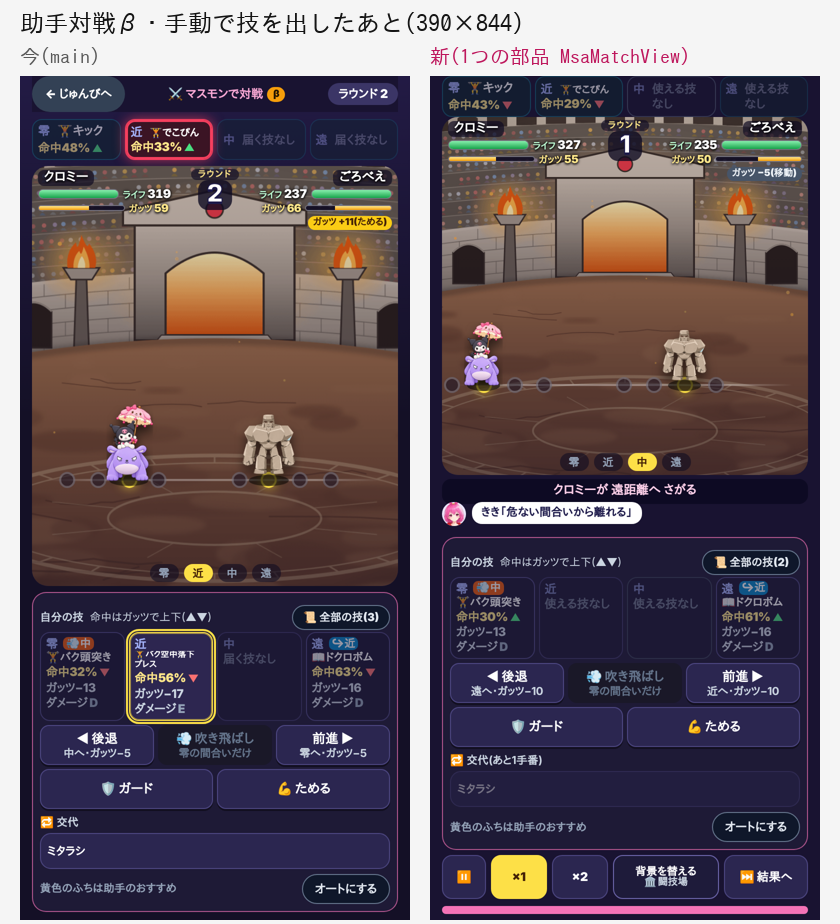 助手対戦β・手動で技を出したあと(390×844)
今(main)
← じゅんびへ
⚔️ マスモンで対戦 β
ラウンド 2
零 🏋 キック
命中48% ▲
近 🏋 でこぴん
命中33% ▲
中 届く技なし
遠 届く技なし
クロミー
ラウンド
ごろべえ
ライフ 319
2
ライフ 237
ガッツ 59
ガッツ 66
ガッツ +11(ためる)
零 近 中 遠
自分の技 命中はガッツで上下(▲▼)
📜 全部の技(3)
零 💨中
🏋バク頭突き
命中32% ▼
ガッツ-13
ダメージ D
近
🏋バク空中落下
プレス
命中56% ▼
ガッツ-17
ダメージ E
中
届く技なし
遠 ↪近
📖ドクロボム
命中63% ▼
ガッツ-16
ダメージ D
◀ 後退
中へ・ガッツ-5
💨 吹き飛ばし
零の間合いだけ
前進 ▶
零へ・ガッツ-5
🛡️ ガード
💪 ためる
🔁 交代
ミタラシ
黄色のふちは助手のおすすめ
オートにする
新(1つの部品 MsaMatchView)
零 🏋 キック
命中43% ▼
近 🏋 でこぴん
命中29% ▼
中 使える技
なし
遠 使える技
なし
クロミー
ラウンド
ごろべえ
ライフ 327
1
ライフ 235
ガッツ 55
ガッツ 50
ガッツ -5(移動)
零 近 中 遠
クロミーが 遠距離へ さがる
きき「危ない間合いから離れる」
自分の技 命中はガッツで上下(▲▼)
📜 全部の技(2)
零 💨中
🏋バク頭突き
命中30% ▲
ガッツ-13
ダメージ D
近
使える技なし
中
使える技なし
遠 ↪近
📖ドクロボム
命中61% ▲
ガッツ-16
ダメージ D
◀ 後退
遠へ・ガッツ-10
💨 吹き飛ばし
零の間合いだけ
前進 ▶
近へ・ガッツ-10
🛡️ ガード
💪 ためる
🔁 交代(あと1手番)
ミタラシ
黄色のふちは助手のおすすめ
オートにする
⏸
×1
×2
背景を替える
🏛 闘技場
⏭ 結果へ